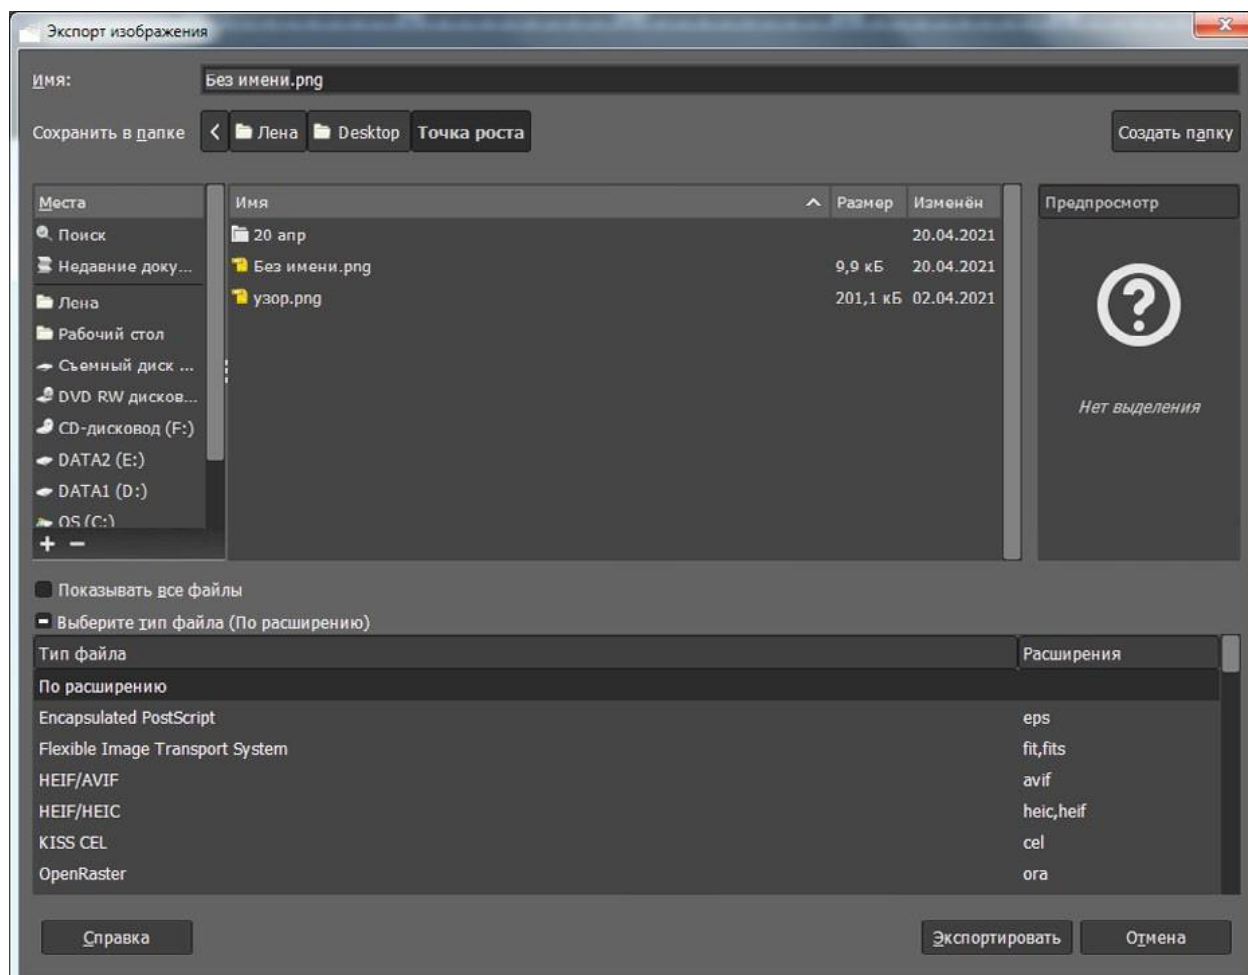 Экспорт изображения
Имя: Без имени.png
Сохранить в папке < Лена Desktop Точка роста Создать папку
Места Имя Размер Изменён Предпросмотр
Поиск 20 апр 20.04.2021
Недавние доку... Без имени.png 9,9 кБ 20.04.2021
Лена узор.png 201,1 кБ 02.04.2021
Рабочий стол
Съемный диск ...
DVD RW дисков... Нет выделения
CD-дисковод (F:)
DATA2 (E:)
DATA1 (D:)
OS (C:)
Показывать все файлы
Выберите тип файла (По расширению)
Тип файла Расширения
По расширению
Encapsulated PostScript eps
Flexible Image Transport System fit,fits
HEIF/AVIF avif
HEIF/HEIC heic,heif
KISS CEL cel
OpenRaster ora
Справка Экспортировать Отмена